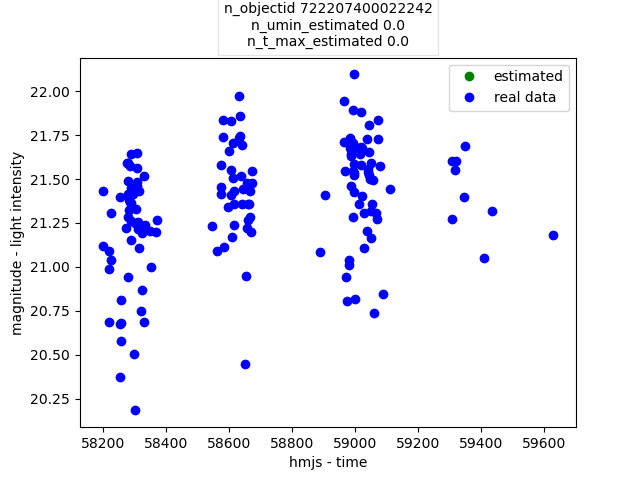 n_objectid 722207400022242
n_umin_estimated 0.0
n_t_max_estimated 0.0
estimated
real data
22.00
21.75
21.50
21.25
21.00
20.75
20.50
20.25
magnitude - light intensity
58200 58400 58600 58800 59000 59200 59400 59600
hmjs - time